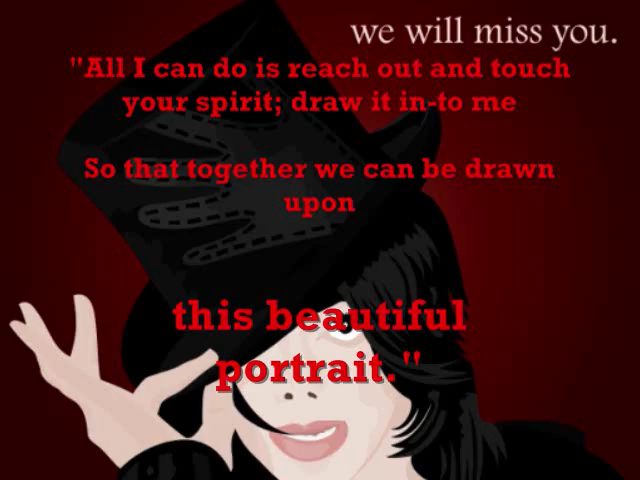 we will miss you.
"All I can do is reach out and touch
your spirit; draw it in-to me
So that together we can be drawn
upon
this beautiful
portrait."